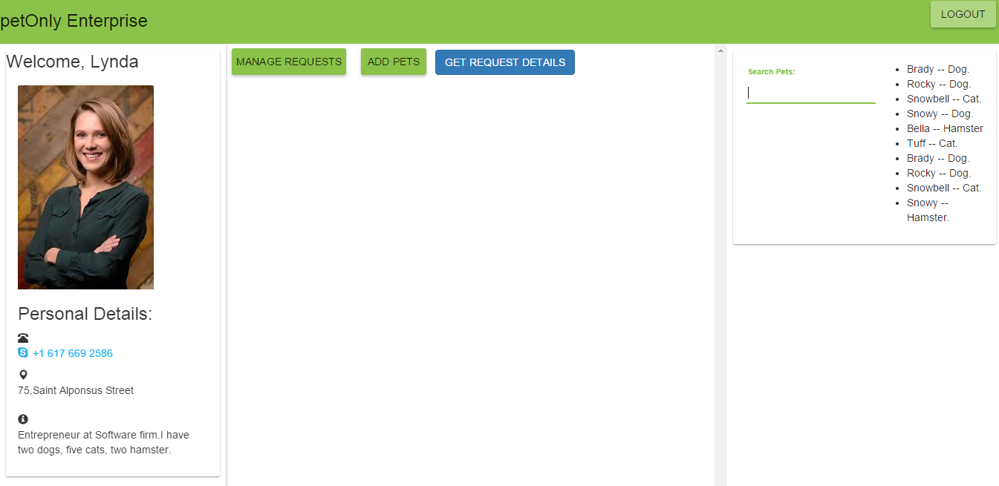 petOnly Enterprise
LOGOUT
Welcome, Lynda
Personal Details:
+1 617 669 2586
75,Saint Alponsus Street
Entrepreneur at Software firm.I have
two dogs, five cats, two hamster.
MANAGE REQUESTS
ADD PETS
GET REQUEST DETAILS
Search Pets:
Brady -- Dog.
Rocky -- Dog.
Snowbell -- Cat.
Snowy -- Dog.
Bella -- Hamster
Tuff -- Cat.
Brady -- Dog.
Rocky -- Dog.
Snowbell -- Cat.
Snowy --
Hamster.